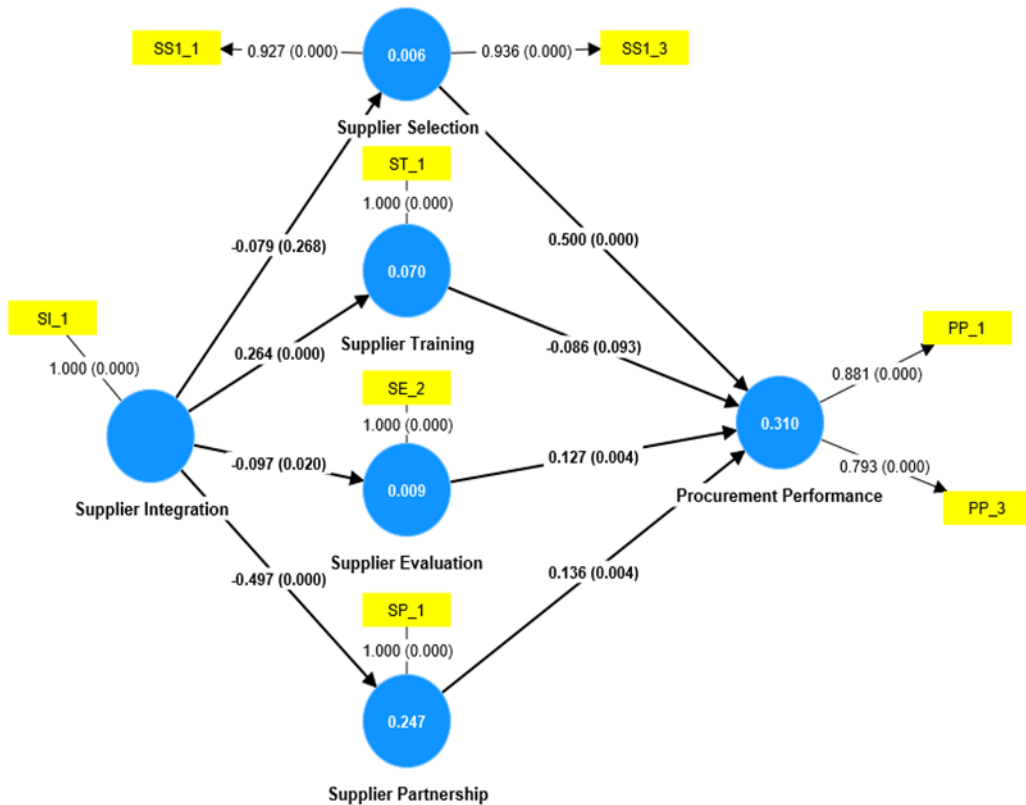 SS1_1
0.927 (0.000)
0.006
0.936 (0.000)
SS1_3
Supplier Selection
ST_1
1.000 (0.000)
-0.079 (0.268)
0.500 (0.000)
0.070
SI_1
PP_1
Supplier Training
0.264 (0.000)
-0.086 (0.093)
1.000 (0.000)
0.881 (0.000)
SE_2
1.000 (0.000)
0.310
-0.097 (0.020)
0.127 (0.004)
0.793 (0.000)
0.009
Procurement Performance
Supplier Integration
PP_3
Supplier Evaluation
-0.497 (0.000)
0.136 (0.004)
SP_1
1.000 (0.000)
0.247
Supplier Partnership